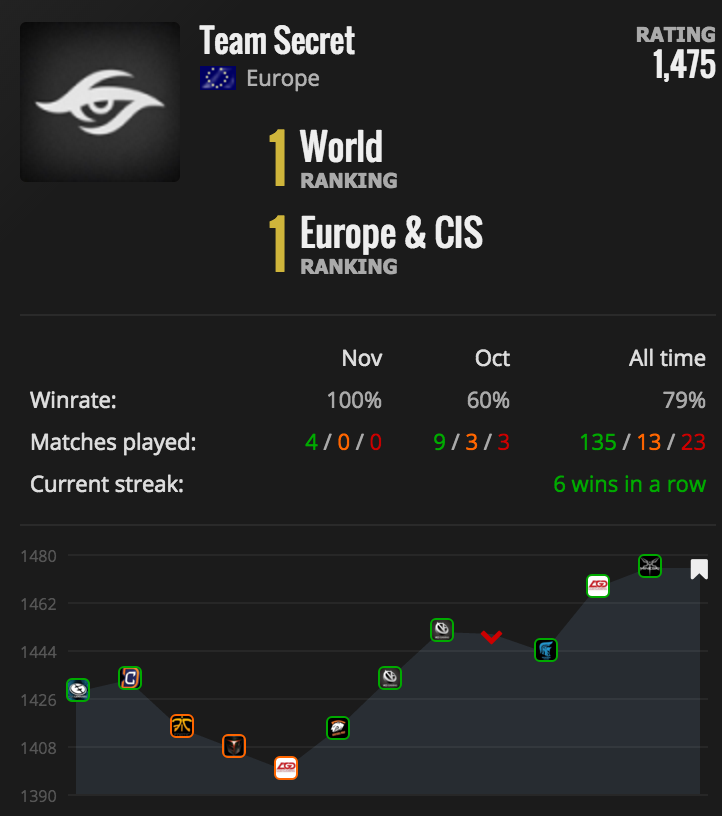 Team Secret
Europe
RATING
1,475
1 World
RANKING
1 Europe & CIS
RANKING
Nov Oct All time
Winrate: 100% 60% 79%
Matches played: 4 / 0 / 0 9 / 3 / 3 135 / 13 / 23
Current streak: 6 wins in a row
1480
1462
1444
1426
1408
1390